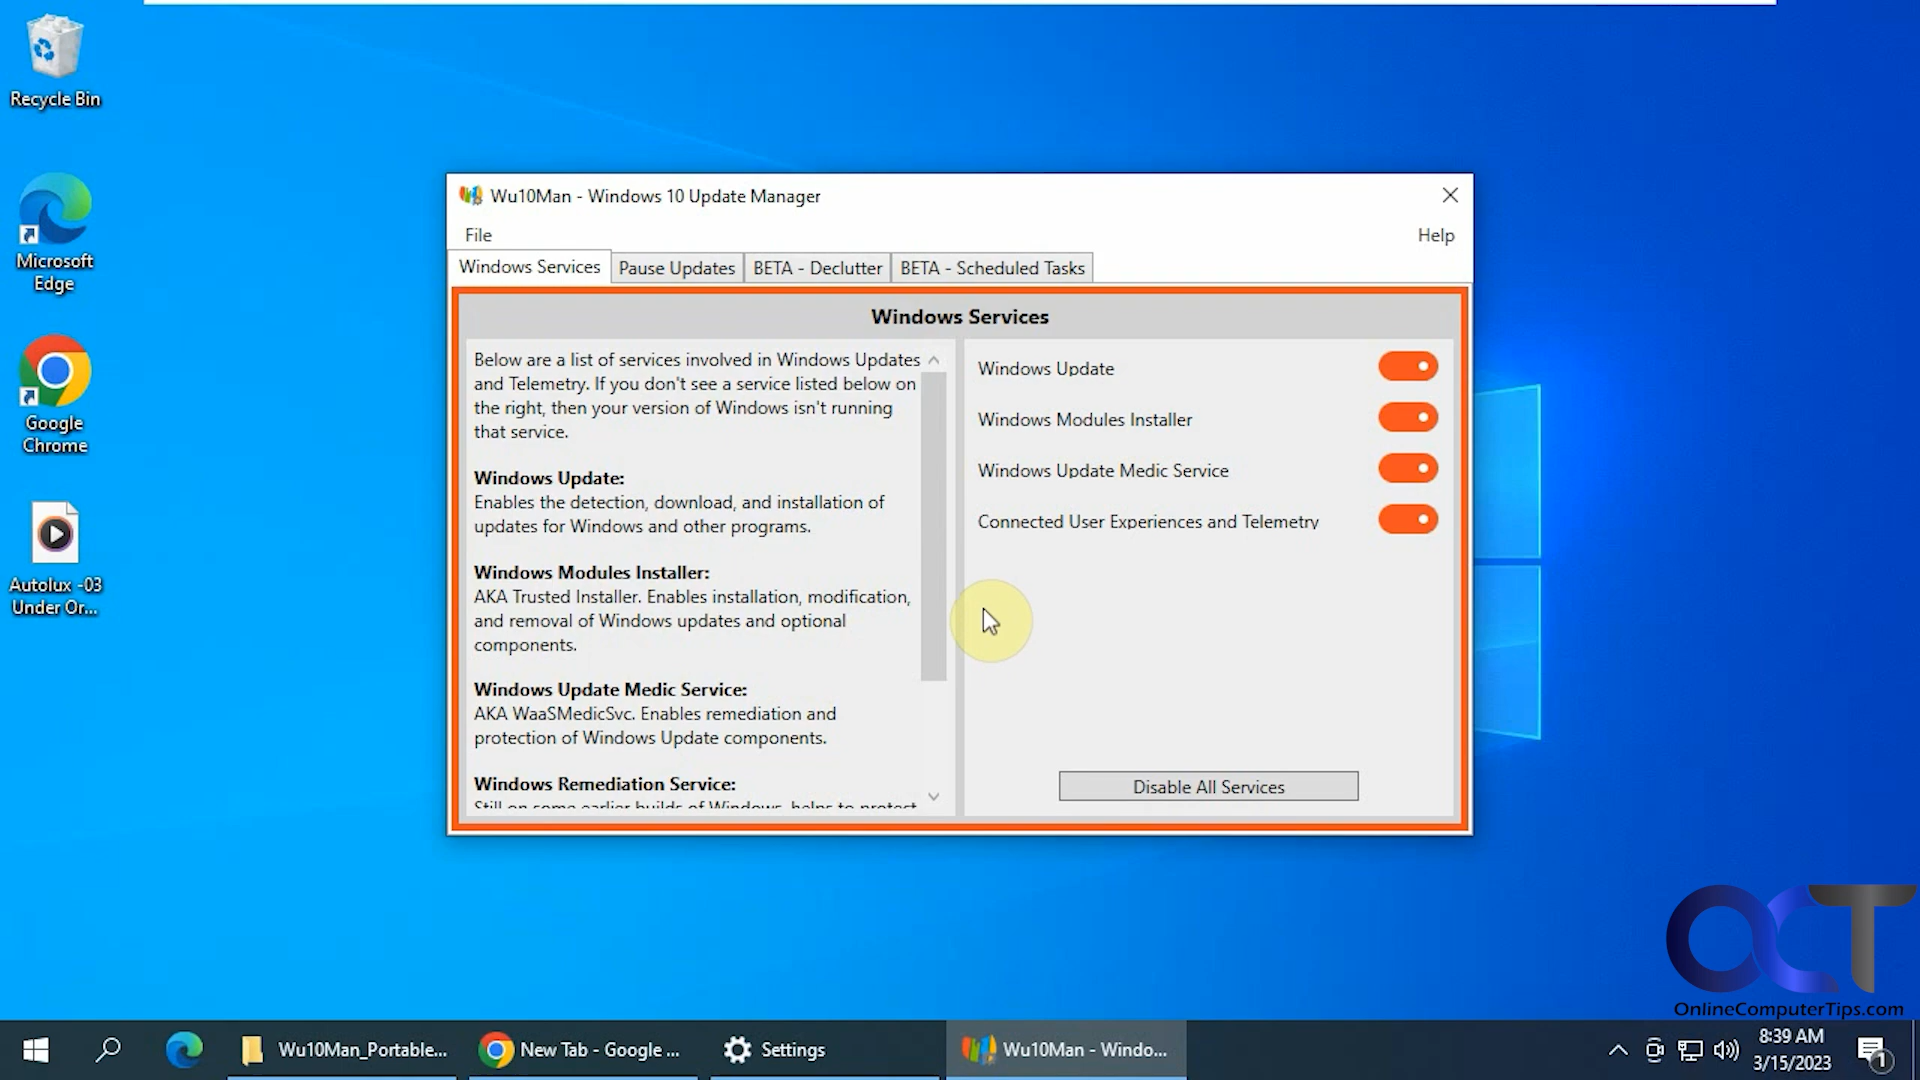 Recycle Bin
Microsoft
Edge
Google
Chrome
Autolux -03
Under Or...
Wu10Man - Windows 10 Update Manager
File
Help
Windows Services
Pause Updates
BETA - Declutter
BETA - Scheduled Tasks
Windows Services
Below are a list of services involved in Windows Updates
and Telemetry. If you don't see a service listed below on
the right, then your version of Windows isn't running
that service.
Windows Update:
Enables the detection, download, and installation of
updates for Windows and other programs.
Windows Modules Installer:
AKA Trusted Installer. Enables installation, modification,
and removal of Windows updates and optional
components.
Windows Update Medic Service:
AKA WaaSMedicSvc. Enables remediation and
protection of Windows Update components.
Windows Remediation Service:
Still on some earlier builds of Windows, helps to protect
Windows Update
Windows Modules Installer
Windows Update Medic Service
Connected User Experiences and Telemetry
Disable All Services
OCT
OnlineComputerTips.com
Wu10Man_Portable...
New Tab - Google ...
Settings
Wu10Man - Windo...
8:39 AM
3/15/2023
1